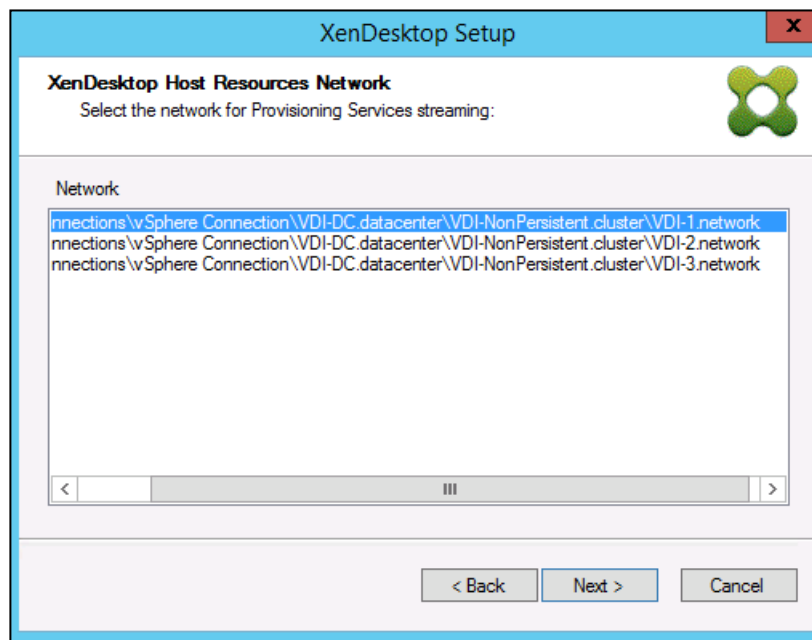 XenDesktop Setup
x
XenDesktop Host Resources Network
Select the network for Provisioning Services streaming:
Network
nnections\vSphere Connection\VDI-DC.datacenter\VDI-NonPersistent.cluster\VDI-1.network
nnections\vSphere Connection\VDI-DC.datacenter\VDI-NonPersistent.cluster\VDI-2.network
nnections\vSphere Connection\VDI-DC.datacenter\VDI-NonPersistent.cluster\VDI-3.network
< Back Next > Cancel